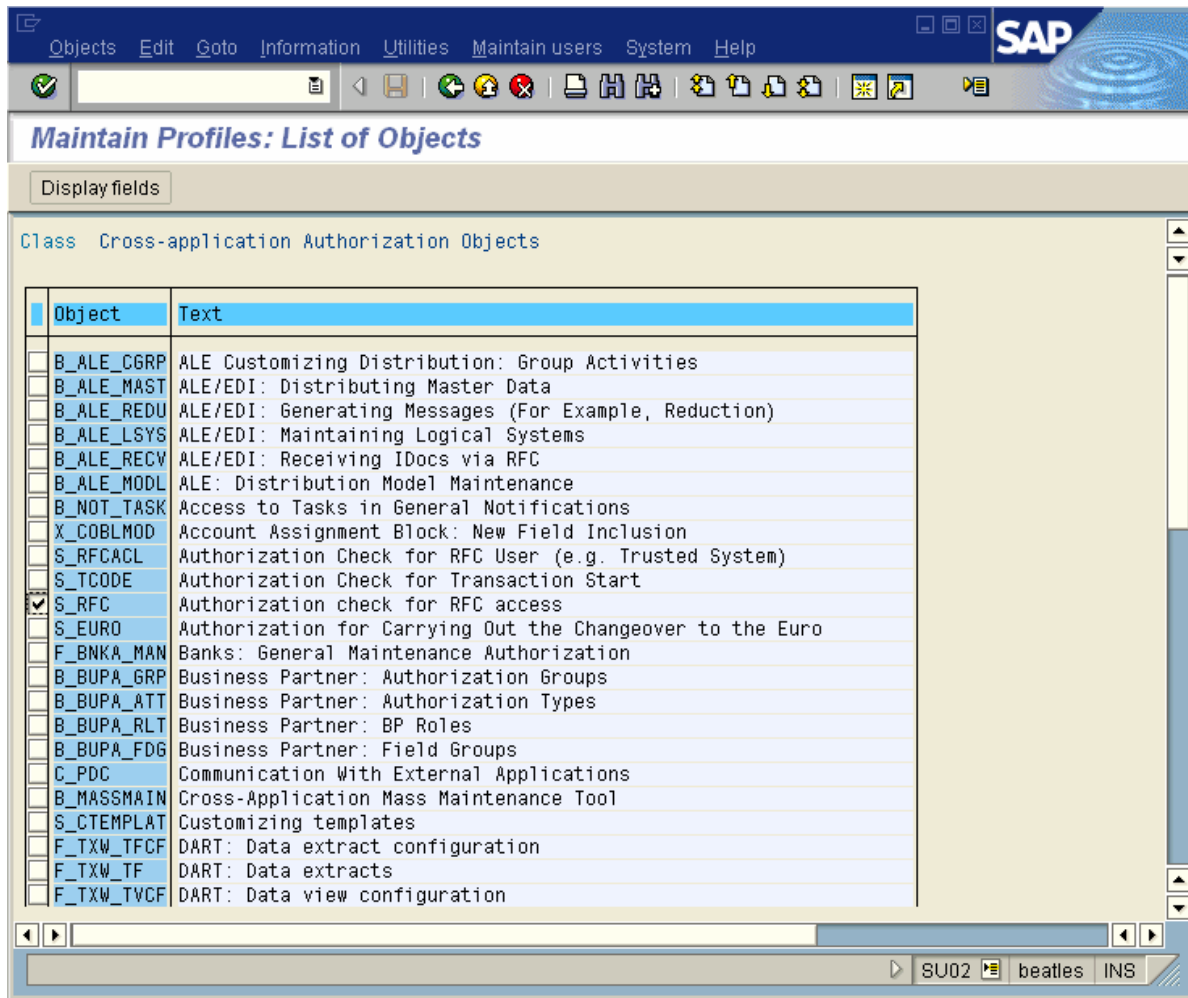 Objects Edit Goto Information Utilities Maintain users System Help
SAP
Maintain Profiles: List of Objects
Display fields
Class Cross-application Authorization Objects
Object Text
B_ALE_CGRP ALE Customizing Distribution: Group Activities
B_ALE_MAST ALE/EDI: Distributing Master Data
B_ALE_REDU ALE/EDI: Generating Messages (For Example, Reduction)
B_ALE_LSYS ALE/EDI: Maintaining Logical Systems
B_ALE_RECV ALE/EDI: Receiving IDocs via RFC
B_ALE_MODL ALE: Distribution Model Maintenance
B_NOT_TASK Access to Tasks in General Notifications
X_COBLMOD Account Assignment Block: New Field Inclusion
S_RFCACL Authorization Check for RFC User (e.g. Trusted System)
S_TCODE Authorization Check for Transaction Start
S_RFC Authorization check for RFC access
S_EURO Authorization for Carrying Out the Changeover to the Euro
F_BNKA_MAN Banks: General Maintenance Authorization
B_BUPA_GRP Business Partner: Authorization Groups
B_BUPA_ATT Business Partner: Authorization Types
B_BUPA_RLT Business Partner: BP Roles
B_BUPA_FDG Business Partner: Field Groups
C_PDC Communication With External Applications
B_MASSMAIN Cross-Application Mass Maintenance Tool
S_CTEMPLAT Customizing templates
F_TXW_TFCF DART: Data extract configuration
F_TXW_TF DART: Data extracts
F_TXW_TVCF DART: Data view configuration
SU02 beatles INS